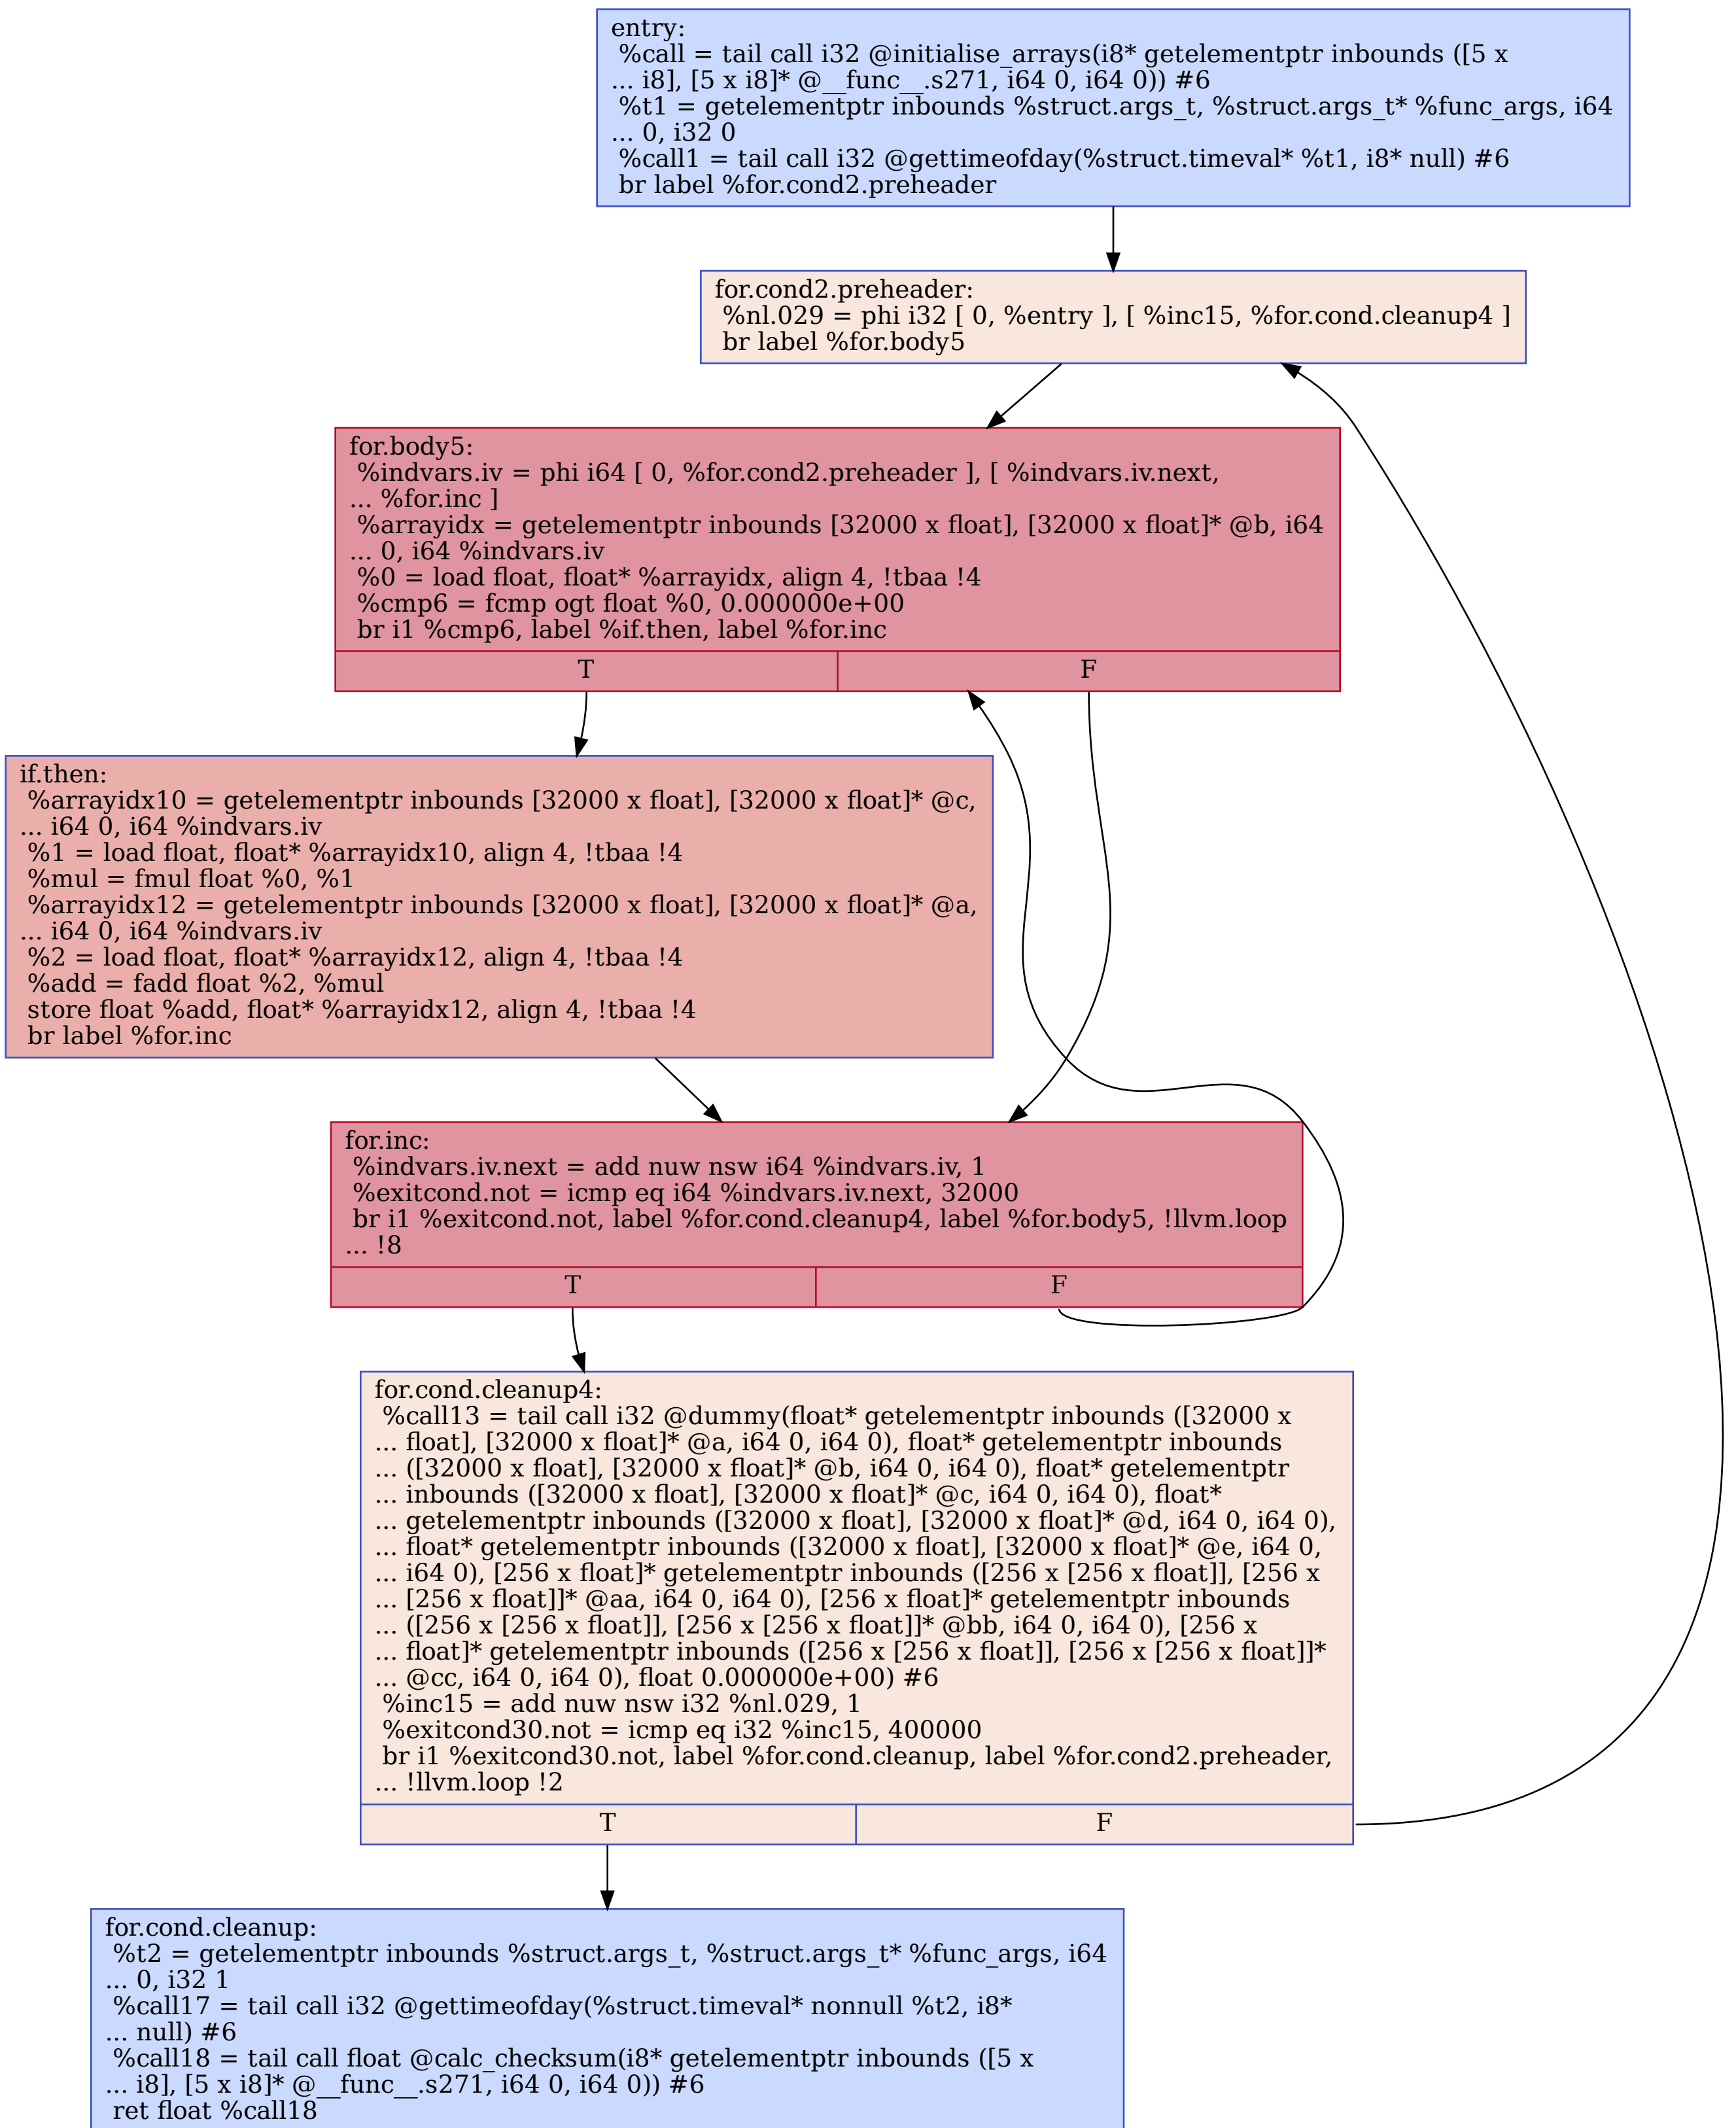 entry:
%call = tail call i32 @initialise_arrays(i8* getelementptr inbounds ([5 x
... i8], [5 x i8]* @__func__.s271, i64 0, i64 0)) #6
%t1 = getelementptr inbounds %struct.args_t, %struct.args_t* %func_args, i64
... 0, i32 0
%call1 = tail call i32 @gettimeofday(%struct.timeval* %t1, i8* null) #6
br label %for.cond2.preheader
for.cond2.preheader:
%nl.029 = phi i32 [ 0, %entry ], [ %inc15, %for.cond.cleanup4 ]
br label %for.body5
for.body5:
%indvars.iv = phi i64 [ 0, %for.cond2.preheader ], [ %indvars.iv.next,
... %for.inc ]
%arrayidx = getelementptr inbounds [32000 x float], [32000 x float]* @b, i64
... 0, i64 %indvars.iv
%0 = load float, float* %arrayidx, align 4, !tbaa !4
%cmp6 = fcmp ogt float %0, 0.000000e+00
br i1 %cmp6, label %if.then, label %for.inc
T F
if.then:
%arrayidx10 = getelementptr inbounds [32000 x float], [32000 x float]* @c,
... i64 0, i64 %indvars.iv
%1 = load float, float* %arrayidx10, align 4, !tbaa !4
%mul = fmul float %0, %1
%arrayidx12 = getelementptr inbounds [32000 x float], [32000 x float]* @a,
... i64 0, i64 %indvars.iv
%2 = load float, float* %arrayidx12, align 4, !tbaa !4
%add = fadd float %2, %mul
store float %add, float* %arrayidx12, align 4, !tbaa !4
br label %for.inc
for.inc:
%indvars.iv.next = add nuw nsw i64 %indvars.iv, 1
%exitcond.not = icmp eq i64 %indvars.iv.next, 32000
br i1 %exitcond.not, label %for.cond.cleanup4, label %for.body5, !llvm.loop
... !8
T F
for.cond.cleanup4:
%call13 = tail call i32 @dummy(float* getelementptr inbounds ([32000 x
... float], [32000 x float]* @a, i64 0, i64 0), float* getelementptr inbounds
... ([32000 x float], [32000 x float]* @b, i64 0, i64 0), float* getelementptr
... inbounds ([32000 x float], [32000 x float]* @c, i64 0, i64 0), float*
... getelementptr inbounds ([32000 x float], [32000 x float]* @d, i64 0, i64 0),
... float* getelementptr inbounds ([32000 x float], [32000 x float]* @e, i64 0,
... i64 0), [256 x float]* getelementptr inbounds ([256 x [256 x float]], [256 x
... [256 x float]]* @aa, i64 0, i64 0), [256 x float]* getelementptr inbounds
... ([256 x [256 x float]], [256 x [256 x float]]* @bb, i64 0, i64 0), [256 x
... float]* getelementptr inbounds ([256 x [256 x float]], [256 x [256 x float]]*
... @cc, i64 0, i64 0), float 0.000000e+00) #6
%inc15 = add nuw nsw i32 %nl.029, 1
%exitcond30.not = icmp eq i32 %inc15, 400000
br i1 %exitcond30.not, label %for.cond.cleanup, label %for.cond2.preheader,
... !llvm.loop !2
T F
for.cond.cleanup:
%t2 = getelementptr inbounds %struct.args_t, %struct.args_t* %func_args, i64
... 0, i32 1
%call17 = tail call i32 @gettimeofday(%struct.timeval* nonnull %t2, i8*
... null) #6
%call18 = tail call float @calc_checksum(i8* getelementptr inbounds ([5 x
... i8], [5 x i8]* @__func__.s271, i64 0, i64 0)) #6
ret float %call18